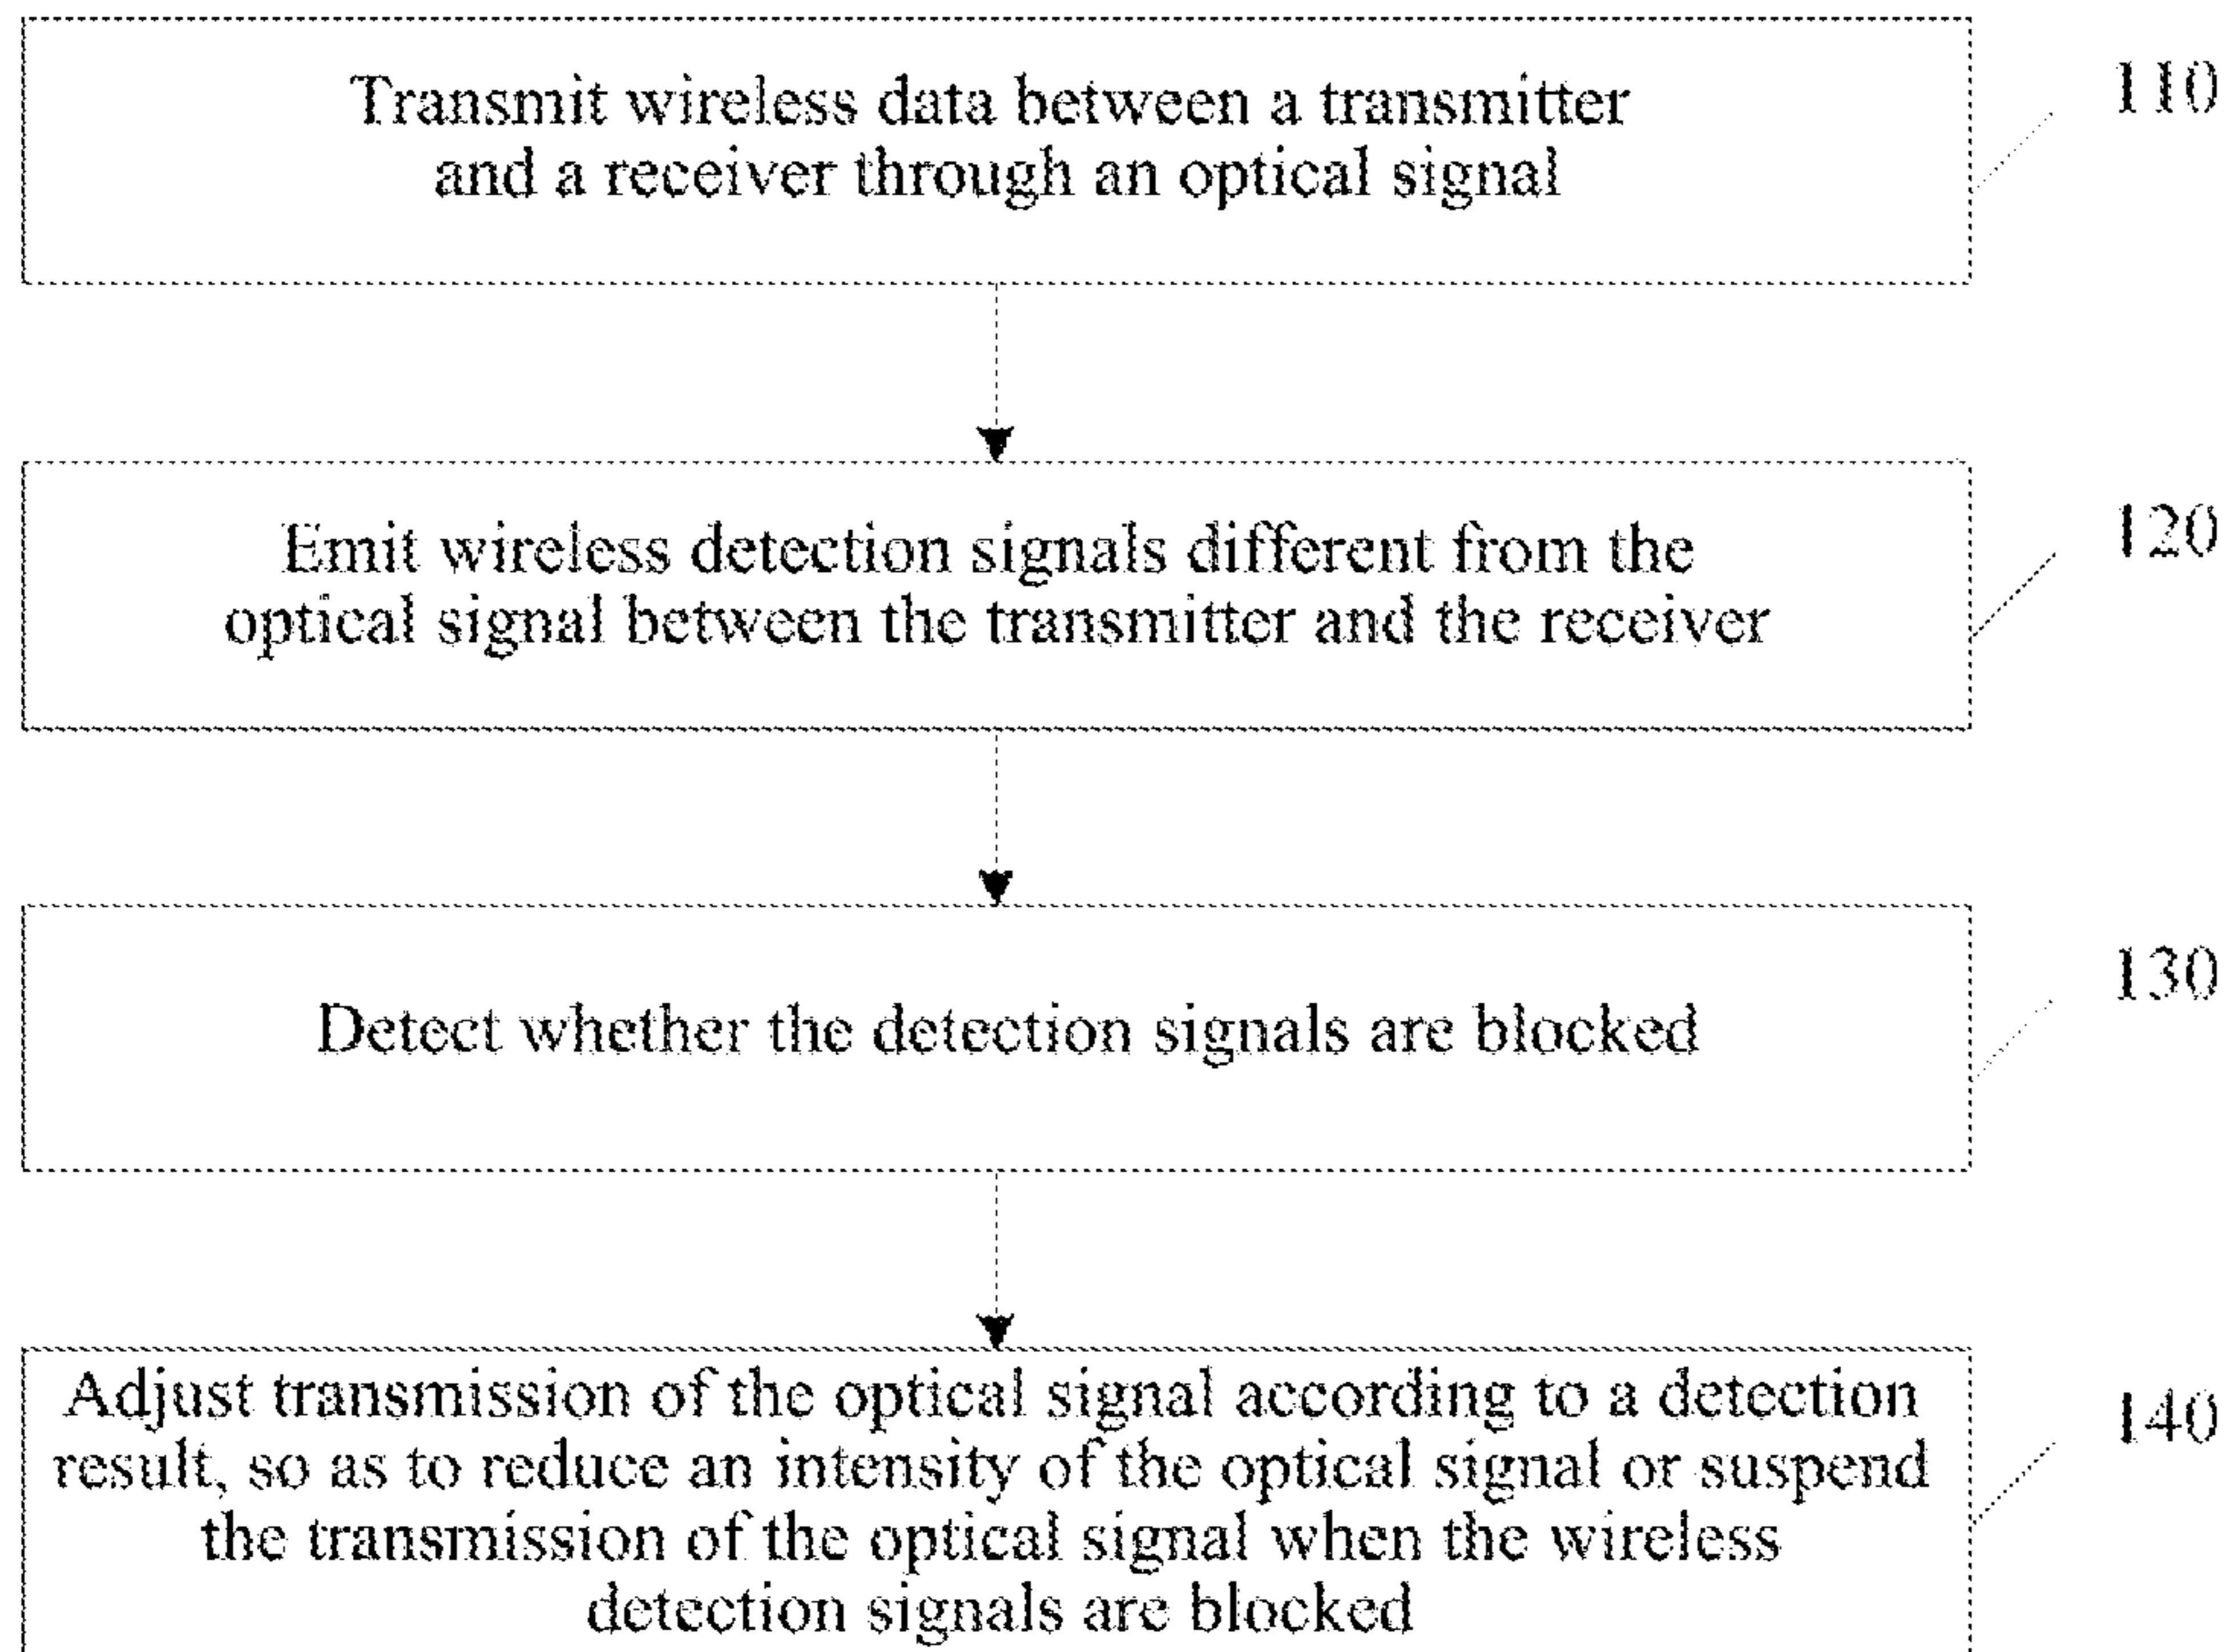 Transmit wireless data between a transmitter
and a receiver through an optical signal
110
Emit wireless detection signals different from the
optical signal between the transmitter and the receiver
120
Detect whether the detection signals are blocked
130
Adjust transmission of the optical signal according to a detection
result, so as to reduce an intensity of the optical signal or suspend
the transmission of the optical signal when the wireless
detection signals are blocked
140